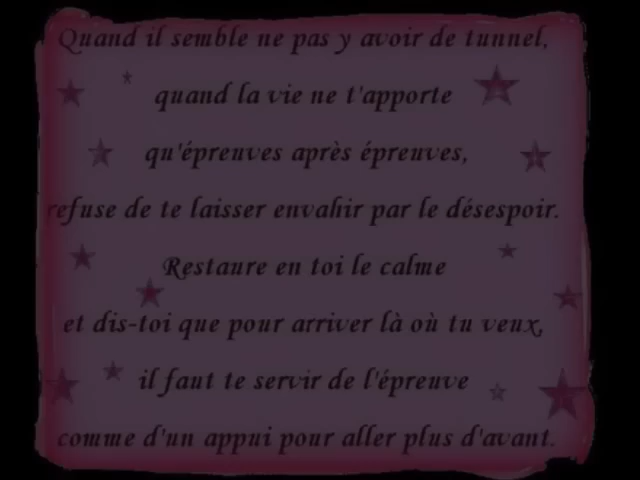 Quand il semble ne pas y avoir de tunnel,
quand la vie ne t'apporte
qu'épreuves après épreuves,
refuse de te laisser envahir par le désespoir.
Restaure en toi le calme
et dis-toi que pour arriver là où tu veux,
il faut te servir de l'épreuve
comme d'un appui pour aller plus d'avant.